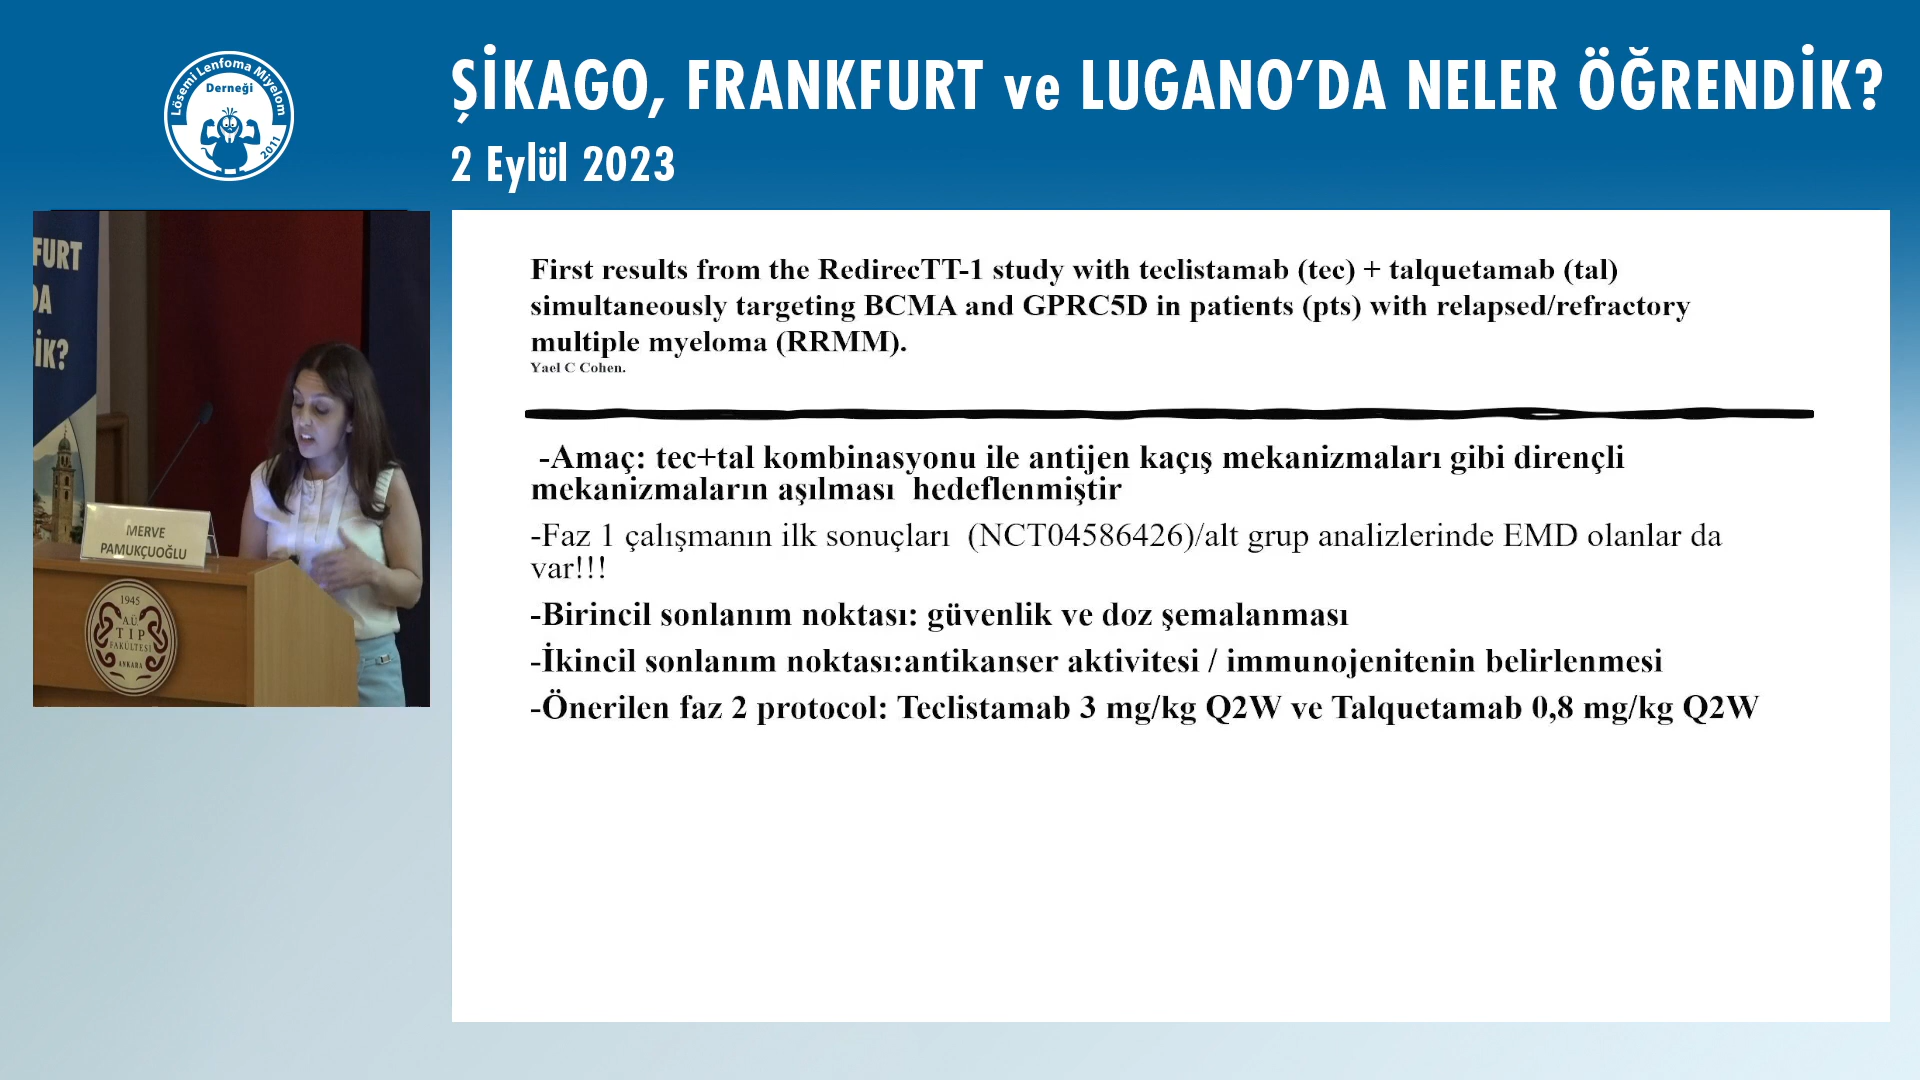 Lösemi Lenfoma Miyelom
Derneği
2011
ŞİKAGO, FRANKFURT ve LUGANO’DA NELER ÖĞRENDİK?
2 Eylül 2023
FURT
DA
İK?
MERVE
PAMUKÇUOĞLU
1945
AÜ
TIP
FAKÜLTESİ
ANKARA
First results from the RedirecTT-1 study with teclistamab (tec) + talquetamab (tal)
simultaneously targeting BCMA and GPRC5D in patients (pts) with relapsed/refractory
multiple myeloma (RRMM).
Yael C Cohen.
-Amaç: tec+tal kombinasyonu ile antijen kaçış mekanizmaları gibi dirençli
mekanizmaların aşılması hedeflenmiştir
-Faz 1 çalışmanın ilk sonuçları (NCT04586426)/alt grup analizlerinde EMD olanlar da
var!!!
-Birincil sonlanım noktası: güvenlik ve doz şemalanması
-İkincil sonlanım noktası:antikanser aktivitesi / immunojenitenin belirlenmesi
-Önerilen faz 2 protocol: Teclistamab 3 mg/kg Q2W ve Talquetamab 0,8 mg/kg Q2W